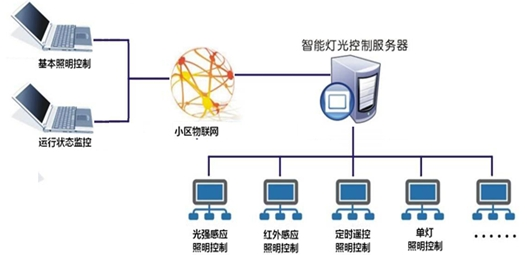 智能灯光控制服务器
基本照明控制
小区物联网
运行状态监控
光强感应
照明控制
红外感应
照明控制
定时遥控
照明控制
单灯
照明控制
······